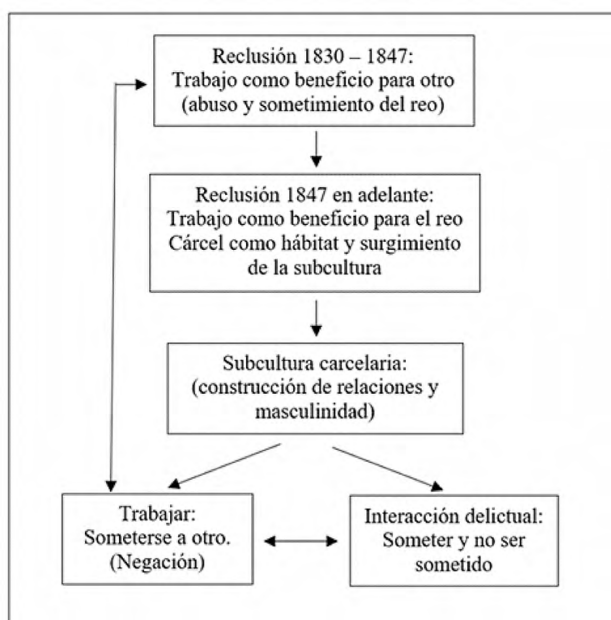 Reclusión 1830 – 1847:
Trabajo como beneficio para otro
(abuso y sometimiento del reo)
Reclusión 1847 en adelante:
Trabajo como beneficio para el reo
Cárcel como hábitat y surgimiento
de la subcultura
Subcultura carcelaria:
(construcción de relaciones y
masculinidad)
Trabajar:
Someterse a otro.
(Negación)
Interacción delictual:
Someter y no ser
sometido